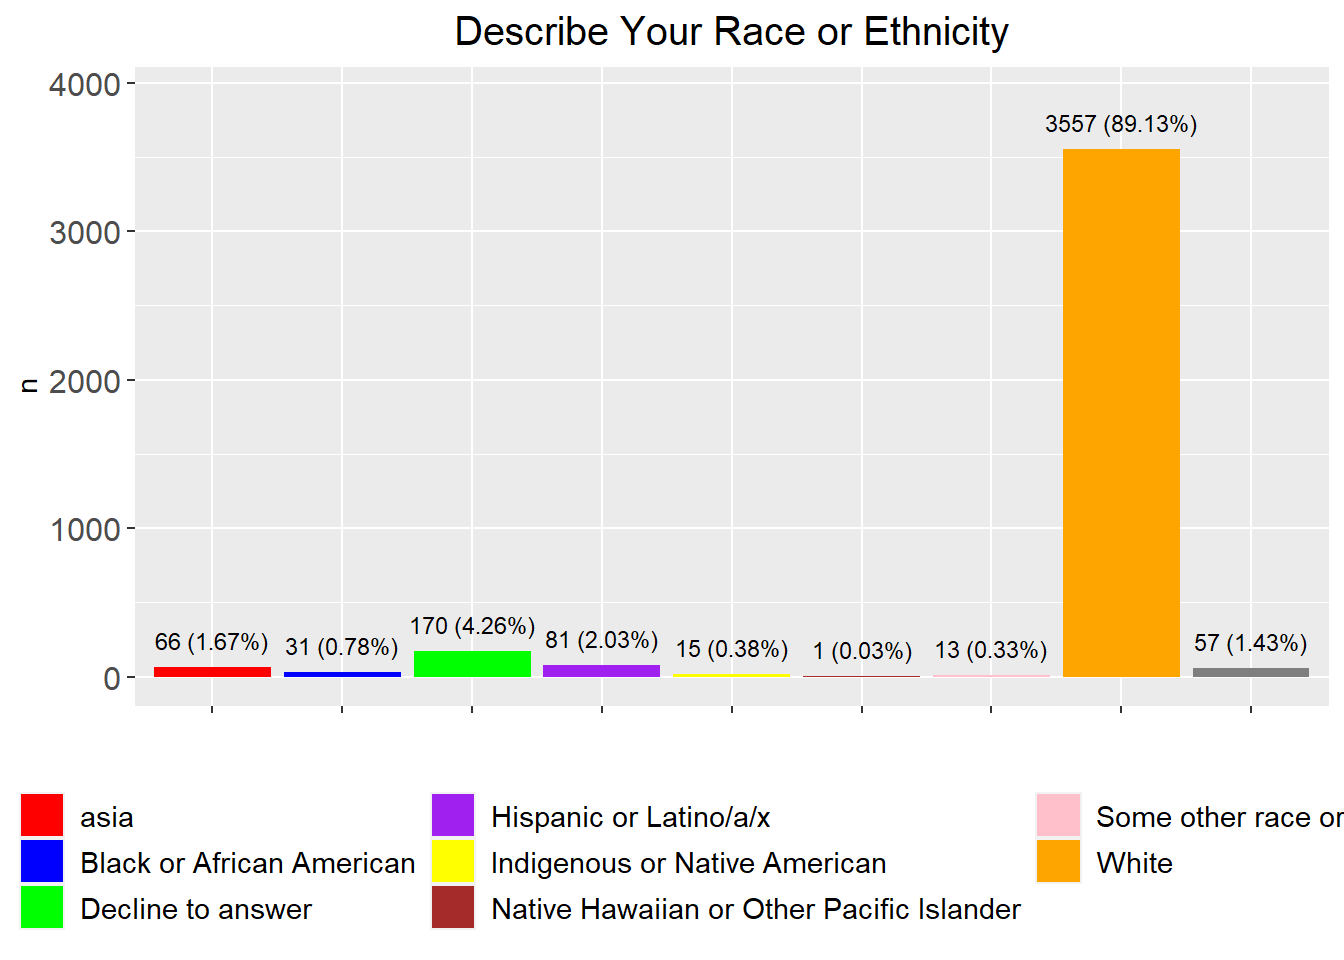 Describe Your Race or Ethnicity
4000
3000
2000
1000
0
n
66 (1.67%)
31 (0.78%)
170 (4.26%)
81 (2.03%)
15 (0.38%)
1 (0.03%)
13 (0.33%)
3557 (89.13%)
57 (1.43%)
asia
Black or African American
Decline to answer
Hispanic or Latino/a/x
Indigenous or Native American
Native Hawaiian or Other Pacific Islander
Some other race or
White